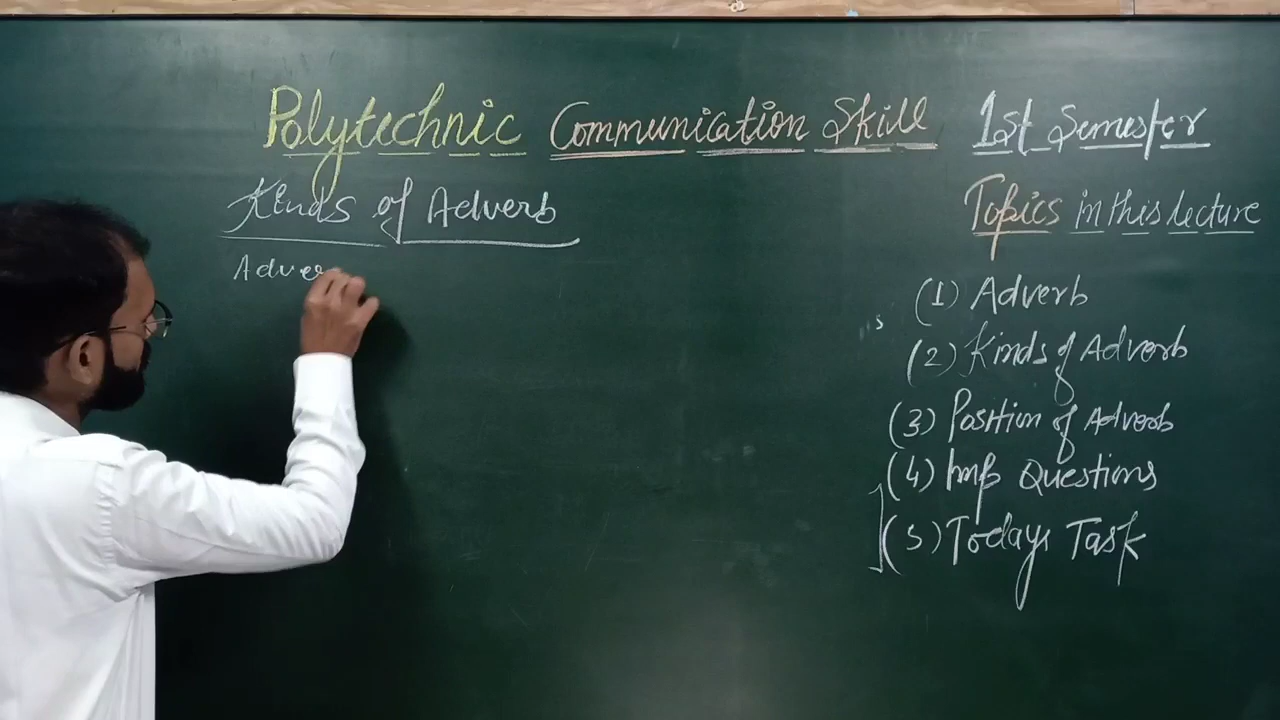 Polytechnic Communication Skill 1st Semester
Kinds of Adverb
Adver
Topics in this lecture
(1) Adverb
(2) Kinds of Adverb
(3) Position of Adverb
(4) Imp Questions
(5) Todays Task